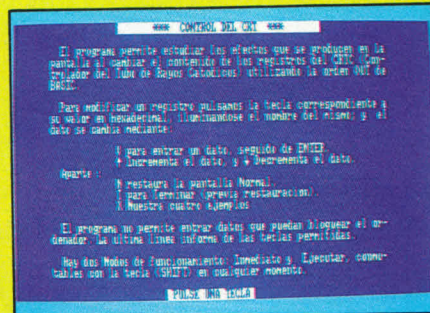 *** CONTROL DEL CRT ***
El programa permite estudiar los efectos que se producen en la
pantalla al cambiar el contenido de los registros del CRTC (Con-
trolador del Tubo de Rayos Catodicos) utilizando la orden OUT de
BASIC.
Para modificar un registro pulsamos la tecla correspondiente a
su valor en hexadecimal, iluminandose el nombre del mismo; y el
dato se cambia mediante:
para entrar un dato, seguido de ENTER.
Incrementa el dato, y Decrementa el dato.
Aparte:
restaura la pantalla Normal.
para Terminar (previa restauracion).
Muestra cuatro ejemplos
El programa no permite entrar datos que puedan bloquear el or-
denador. La ultima linea informa de las teclas permitidas.
Hay dos Modos de funcionamiento: Inmediato y Ejecutar, conmu-
tables con la tecla (SHIFT) en cualquier momento.
PULSE UNA TECLA